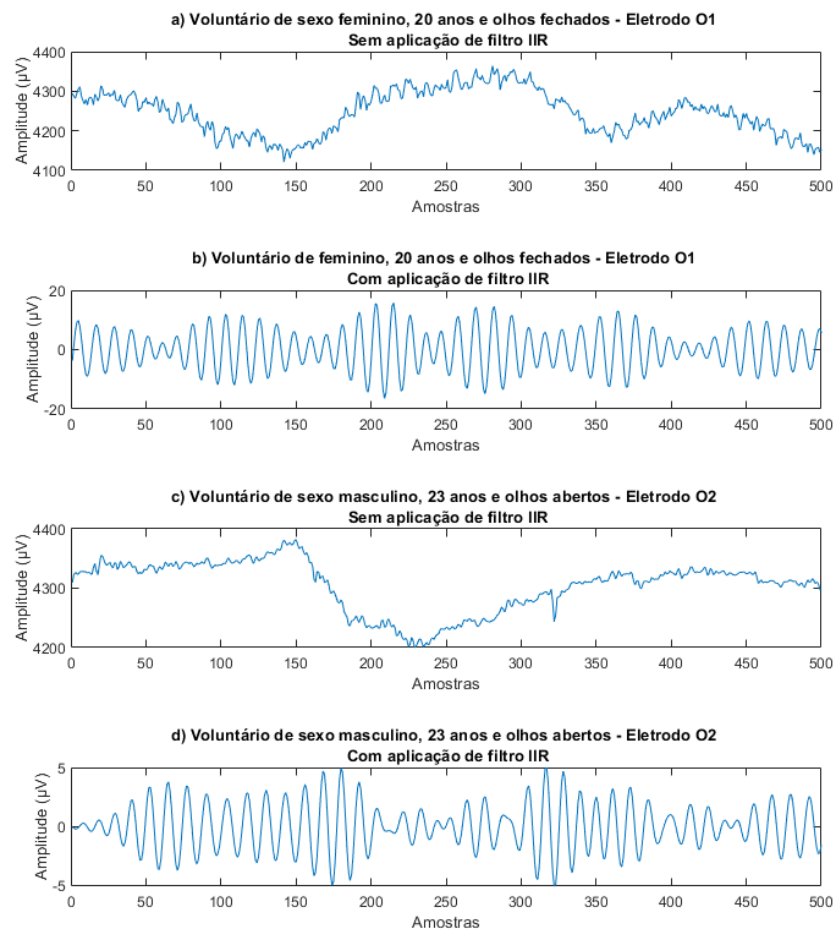 a) Voluntário de sexo feminino, 20 anos e olhos fechados - Eletrodo O1
Sem aplicação de filtro IIR
4400
4300
4200
4100
Amplitude (µV)
0 50 100 150 200 250 300 350 400 450 500
Amostras
b) Voluntário de feminino, 20 anos e olhos fechados - Eletrodo O1
Com aplicação de filtro IIR
20
0
-20
Amplitude (µV)
0 50 100 150 200 250 300 350 400 450 500
Amostras
c) Voluntário de sexo masculino, 23 anos e olhos abertos - Eletrodo O2
Sem aplicação de filtro IIR
4400
4300
4200
Amplitude (µV)
0 50 100 150 200 250 300 350 400 450 500
Amostras
d) Voluntário de sexo masculino, 23 anos e olhos abertos - Eletrodo O2
Com aplicação de filtro IIR
5
0
-5
Amplitude (µV)
0 50 100 150 200 250 300 350 400 450 500
Amostras